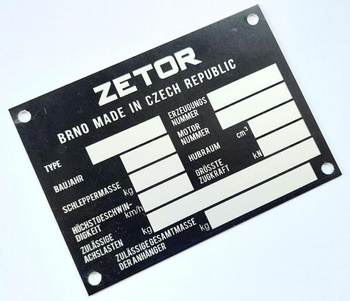 ZETOR
BRNO MADE IN CZECH REPUBLIC
TYPE
ERZEUGUNGS
NUMMER
BAUJAHR
MOTOR
NUMMER
SCHLEPPERMASSE kg
HUBRAUM cm³
HÖCHSTGESCHWIN-
DIGKEIT km/h
GRÖSSTE
ZUGKRAFT kN
ZULÄSSIGE
ACHSLASTEN kg
ZULÄSSIGE GESAMTMASSE
DER ANHÄNGER kg